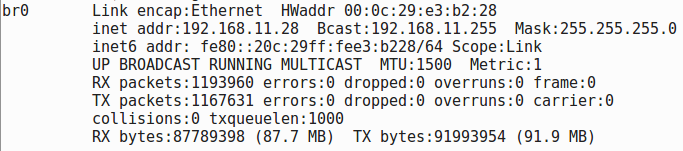 br0 Link encap:Ethernet HWaddr 00:0c:29:e3:b2:28
inet addr:192.168.11.28 Bcast:192.168.11.255 Mask:255.255.255.0
inet6 addr: fe80::20c:29ff:fee3:b228/64 Scope:Link
UP BROADCAST RUNNING MULTICAST MTU:1500 Metric:1
RX packets:1193960 errors:0 dropped:0 overruns:0 frame:0
TX packets:1167631 errors:0 dropped:0 overruns:0 carrier:0
collisions:0 txqueuelen:1000
RX bytes:87789398 (87.7 MB) TX bytes:91993954 (91.9 MB)